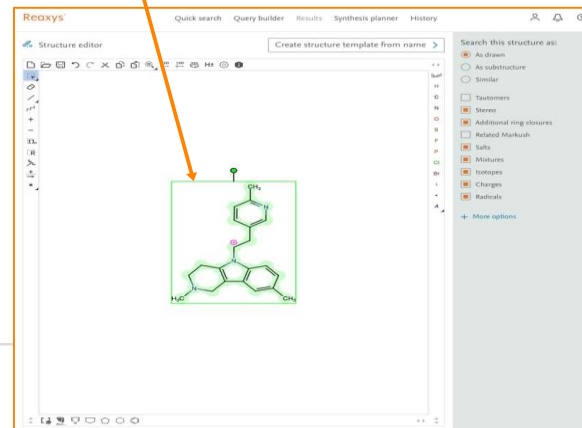 Reaxys
Quick search Query builder Results Synthesis planner History
Structure editor
Create structure template from name >
Search this structure as:
As drawn
As substructure
Similar
Tautomers
Stereo
Additional ring closures
Related Markush
Salts
Mixtures
Isotopes
Charges
Radicals
+ More options
H±
H
C
N
O
S
F
P
Cl
Br
I
A
CH₃
N
N
N
H₃C
CH₃